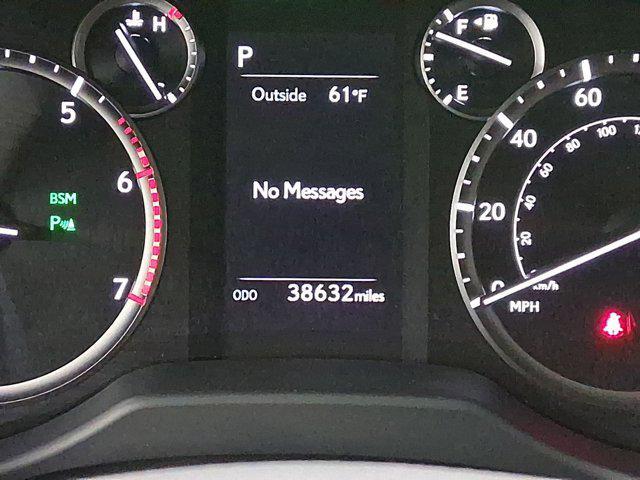 H
P
F
Outside 61°F
E
5
60
40
100
80
6
60
No Messages
BSM
40
20
P
20
7
0
km/h
ODO 38632 miles
MPH